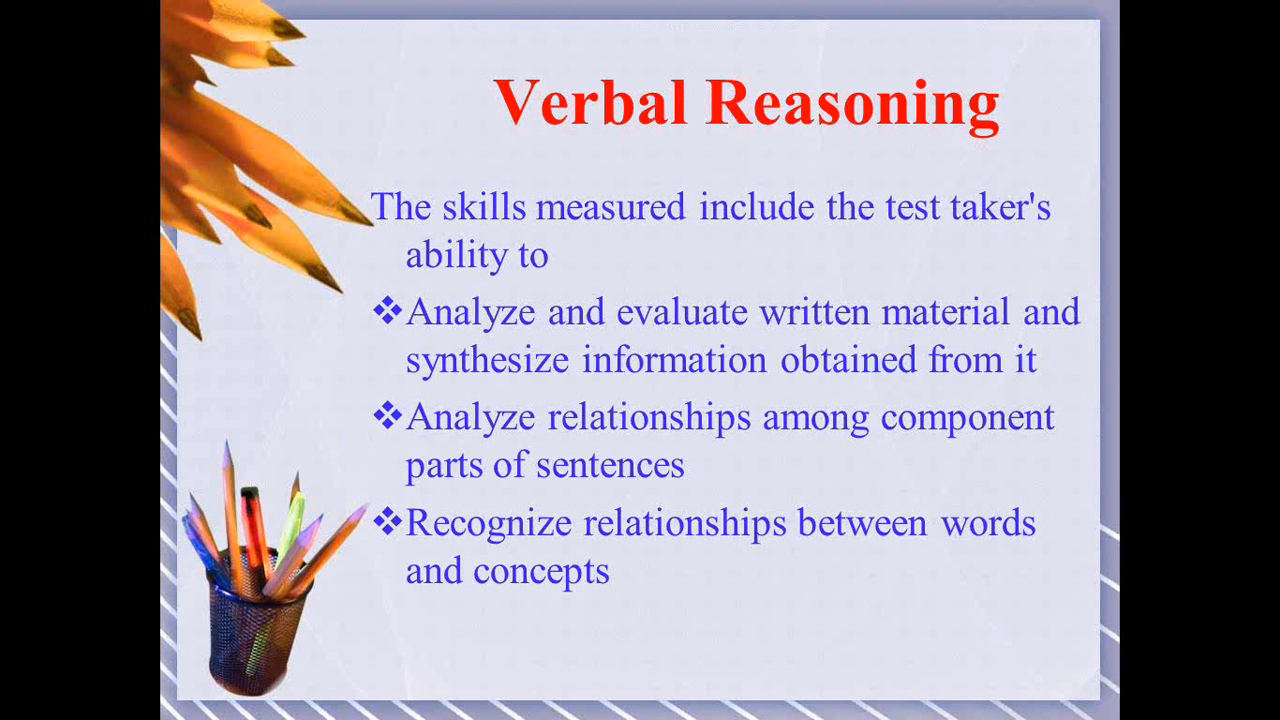 Verbal Reasoning
The skills measured include the test taker's
ability to
❖Analyze and evaluate written material and
synthesize information obtained from it
❖Analyze relationships among component
parts of sentences
❖Recognize relationships between words
and concepts